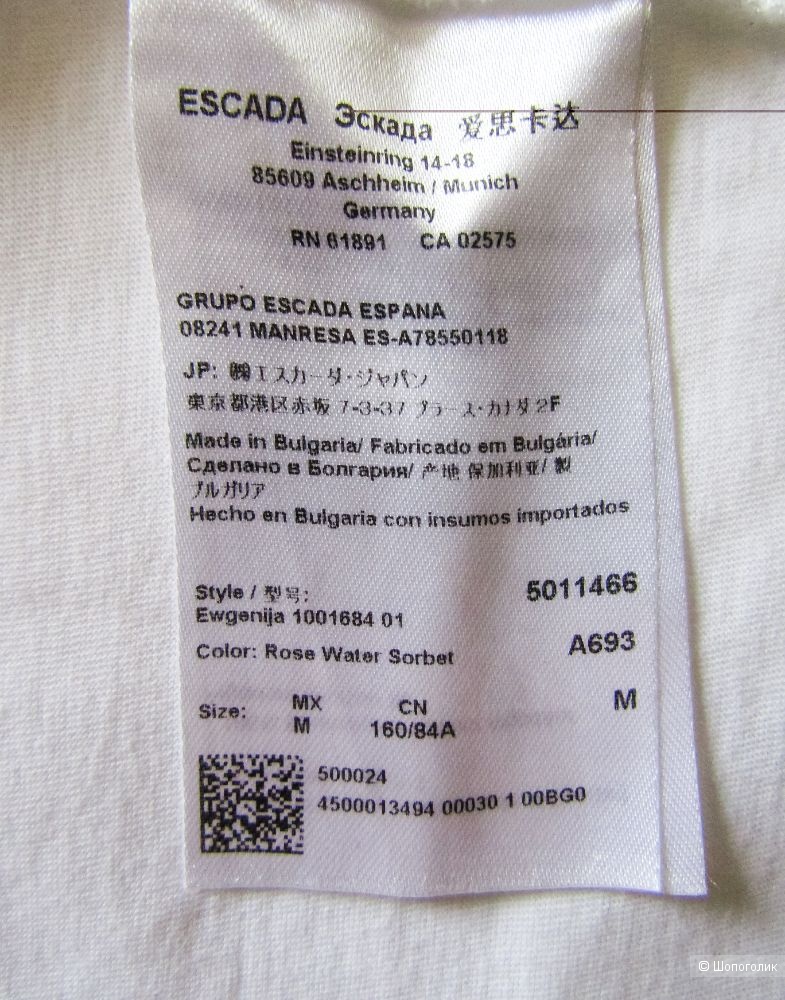 ESCADA Эскада 爱思卡达
Einsteinring 14-18
85609 Aschheim / Munich
Germany
RN 61891 CA 02575
GRUPO ESCADA ESPANA
08241 MANRESA ES-A78550118
JP: ㈱エスカーダ・ジャパン
東京都港区赤坂 7-3-37 プラース・カナダ 2F
Made in Bulgaria/ Fabricado em Bulgária/
Сделано в Болгарии/ 产地 保加利亚/ 製
ブルガリア
Hecho en Bulgaria con insumos importados
Style / 型号: 5011466
Ewgenija 1001684 01
Color: Rose Water Sorbet A693
Size: MX CN M
M 160/84A
500024
4500013494 00030 1 00BG0
© Шопоголик